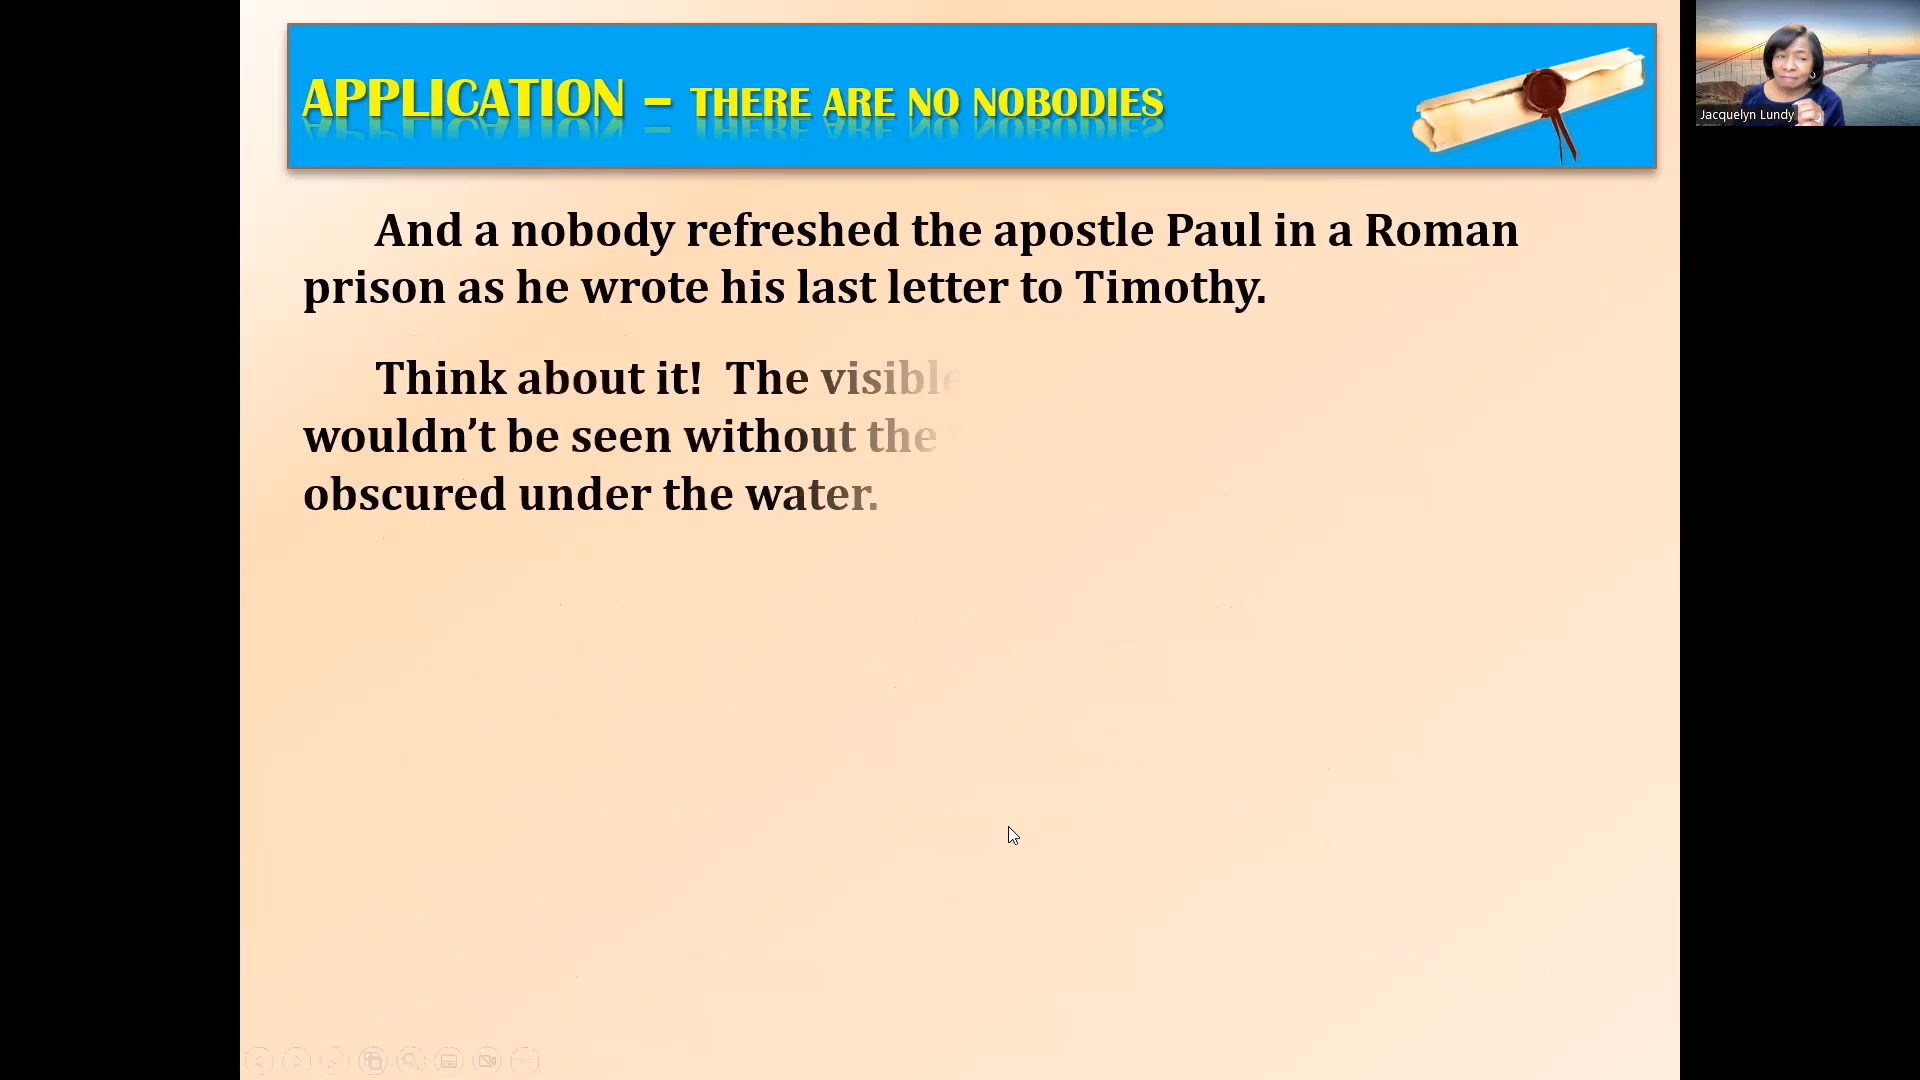 APPLICATION – THERE ARE NO NOBODIES
Jacquelyn Lundy
And a nobody refreshed the apostle Paul in a Roman
prison as he wrote his last letter to Timothy.
Think about it!  The visible
wouldn’t be seen without the
obscured under the water.